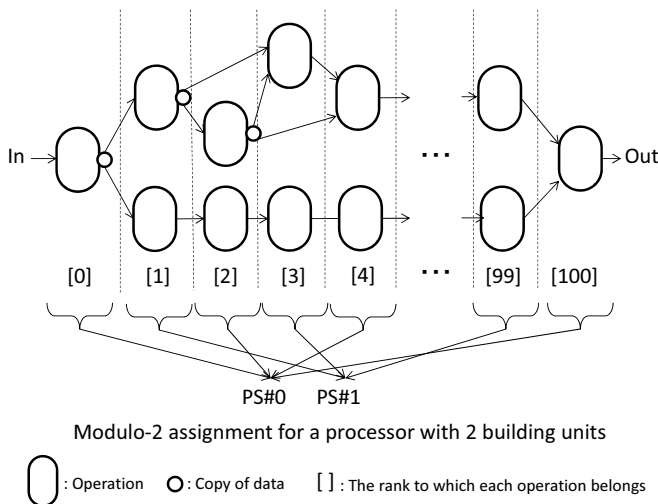 In
Out
...
...
[0] [1] [2] [3] [4] [99] [100]
PS#0 PS#1
Modulo-2 assignment for a processor with 2 building units
: Operation : Copy of data [ ] : The rank to which each operation belongs